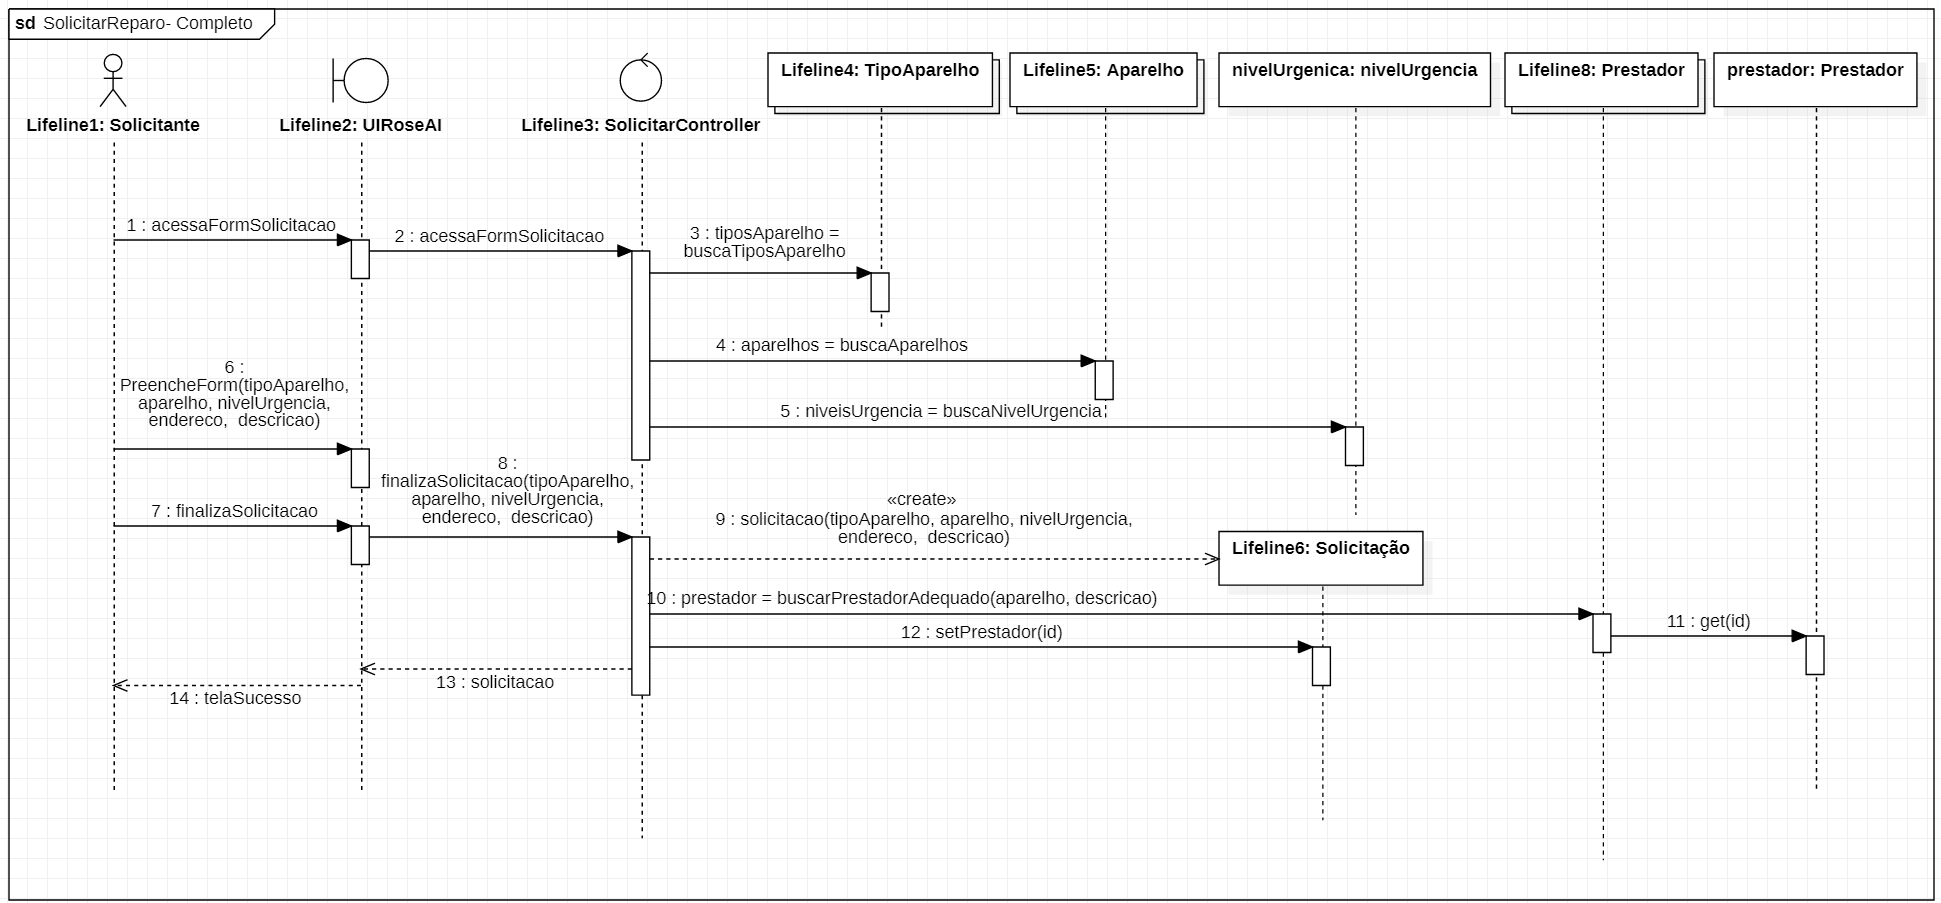 sd SolicitarReparo- Completo
Lifeline1: Solicitante
Lifeline2: UIRoseAI
Lifeline3: SolicitarController
Lifeline4: TipoAparelho
Lifeline5: Aparelho
nivelUrgenica: nivelUrgencia
Lifeline8: Prestador
prestador: Prestador
1 : acessaFormSolicitacao
2 : acessaFormSolicitacao
3 : tiposAparelho =
buscaTiposAparelho
4 : aparelhos = buscaAparelhos
5 : niveisUrgencia = buscaNivelUrgencia
6 :
PreencheForm(tipoAparelho,
aparelho, nivelUrgencia,
endereco,  descricao)
7 : finalizaSolicitacao
8 :
finalizaSolicitacao(tipoAparelho,
aparelho, nivelUrgencia,
endereco,  descricao)
«create»
9 : solicitacao(tipoAparelho, aparelho, nivelUrgencia,
endereco,  descricao)
Lifeline6: Solicitação
10 : prestador = buscarPrestadorAdequado(aparelho, descricao)
11 : get(id)
12 : setPrestador(id)
13 : solicitacao
14 : telaSucesso